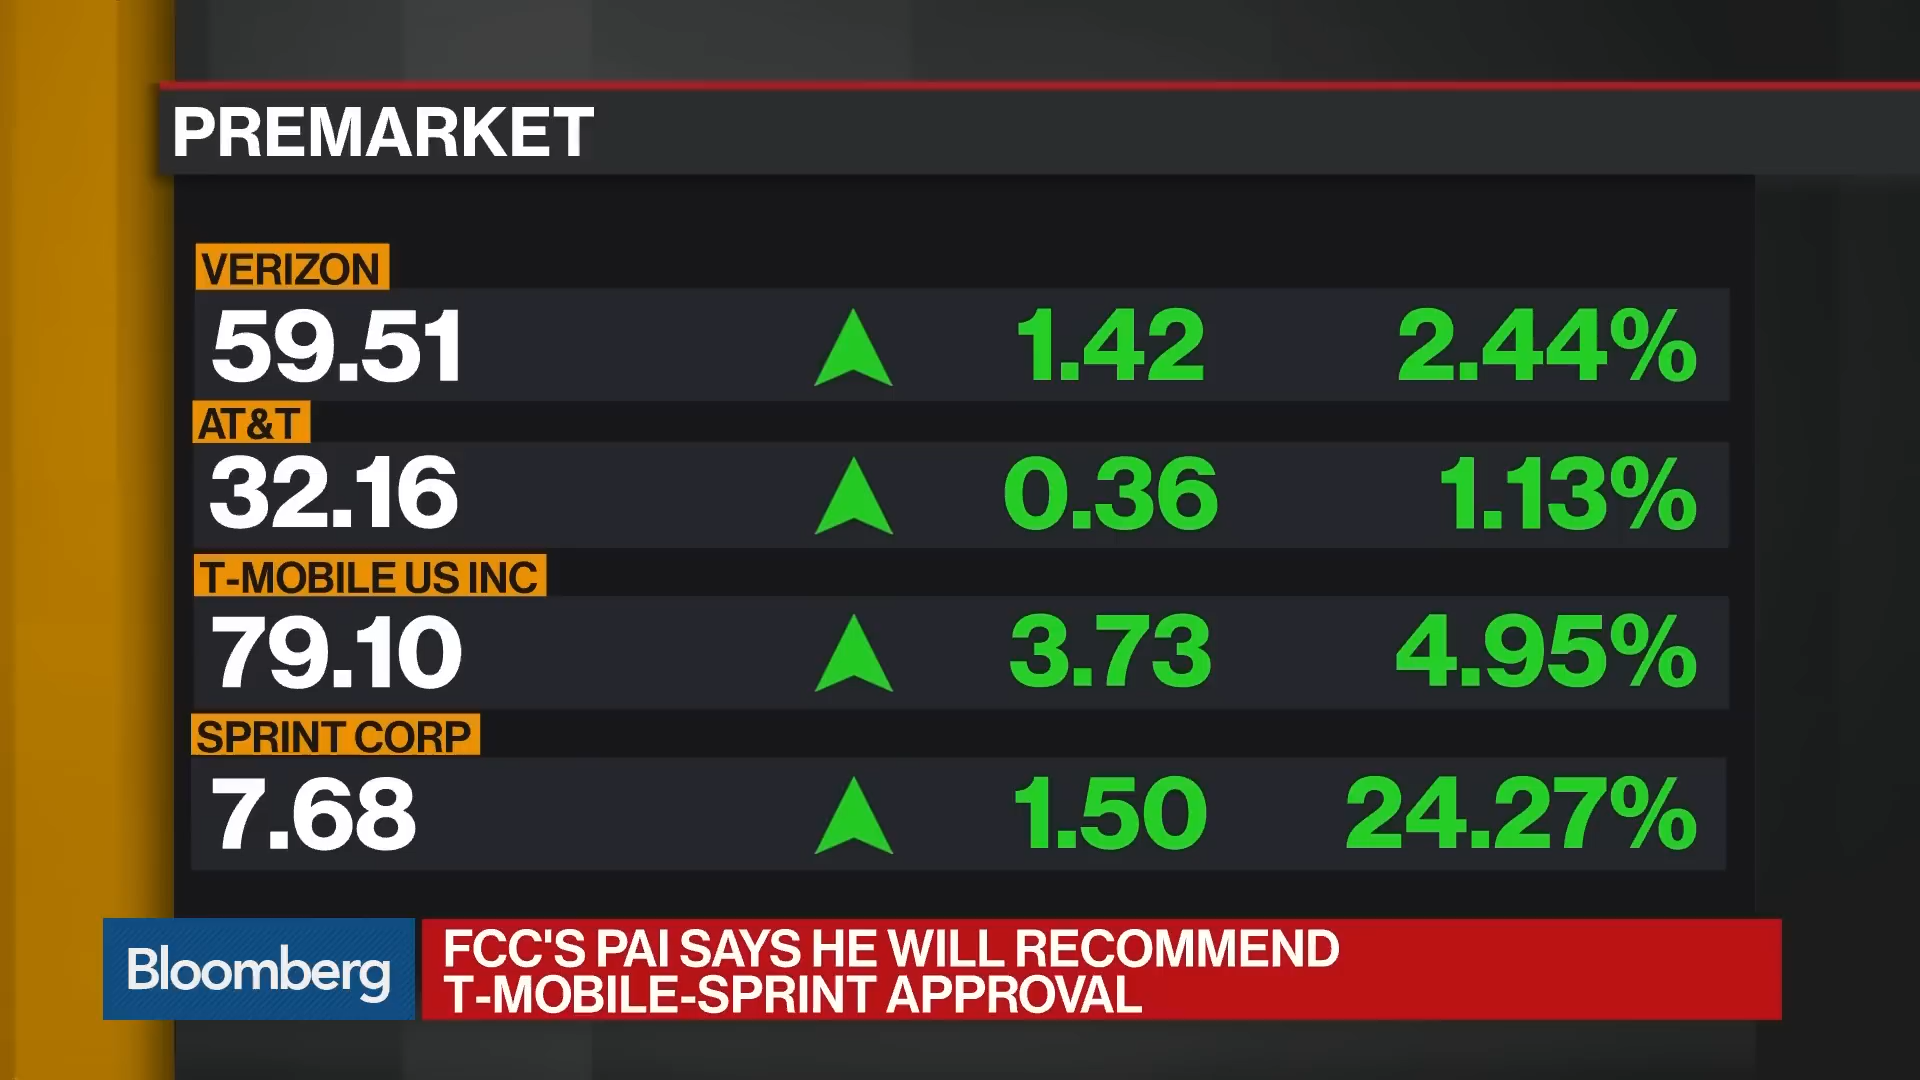 PREMARKET
VERIZON
59.51 1.42 2.44%
AT&T
32.16 0.36 1.13%
T-MOBILE US INC
79.10 3.73 4.95%
SPRINT CORP
7.68 1.50 24.27%
Bloomberg
FCC'S PAI SAYS HE WILL RECOMMEND
T-MOBILE-SPRINT APPROVAL